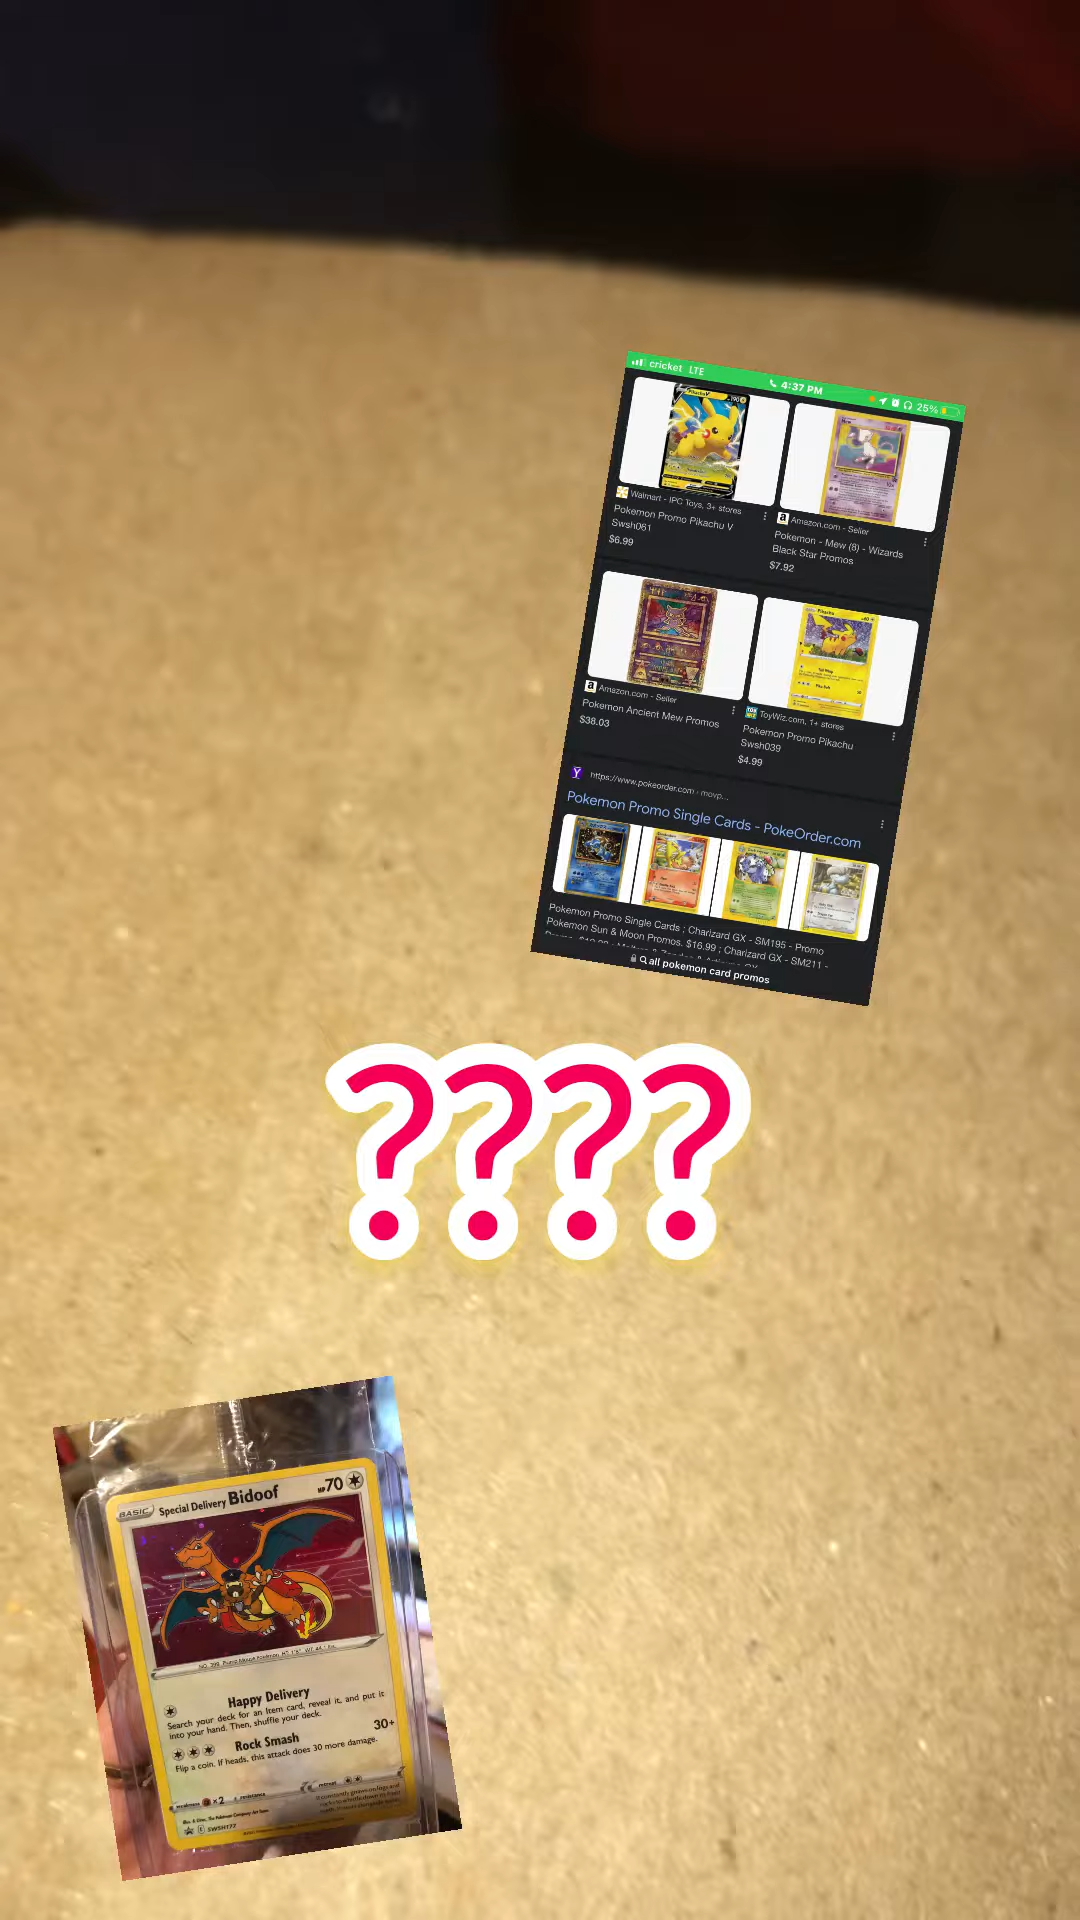 cricket LTE
4:37 PM
25%
Walmart - IPC Toys, 3+ stores
Pokemon Promo Pikachu V
Swsh061
$6.99
Amazon.com - Seller
Pokemon - Mew (8) - Wizards
Black Star Promos
$7.92
Amazon.com - Seller
Pokemon Ancient Mew Promos
$38.03
ToyWiz.com, 1+ stores
Pokemon Promo Pikachu
Swsh039
$4.99
https://www.pokeorder.com › movp...
Pokemon Promo Single Cards - PokeOrder.com
Pokemon Promo Single Cards ; Charizard GX - SM195 - Promo
Pokemon Sun & Moon Promos. $16.99 ; Charizard GX - SM211 -
all pokemon card promos
????
BASIC Special Delivery Bidoof HP 70
Happy Delivery
Search your deck for an Item card, reveal it, and put it
into your hand. Then, shuffle your deck.
Rock Smash 30+
Flip a coin. If heads, this attack does 30 more damage.
weakness ×2 resistance retreat
E SWSH177